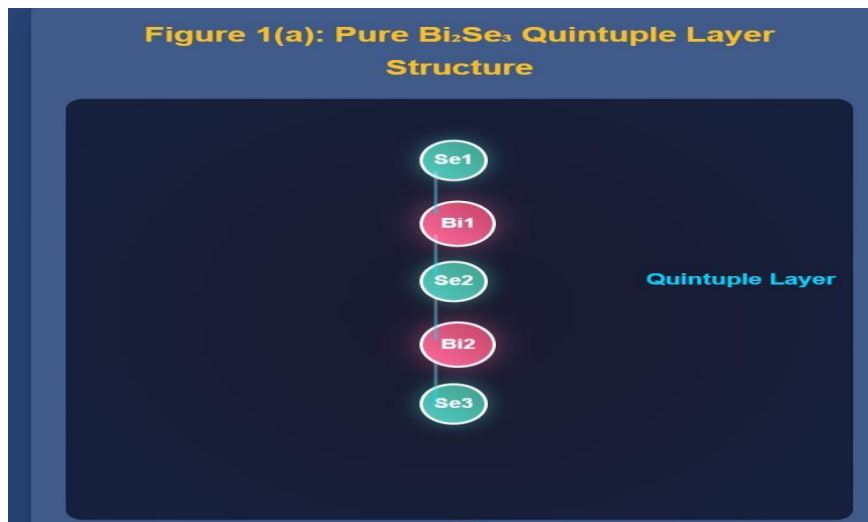 Figure 1(a): Pure Bi₂Se₃ Quintuple Layer
Structure
Se1
Bi1
Se2
Quintuple Layer
Bi2
Se3